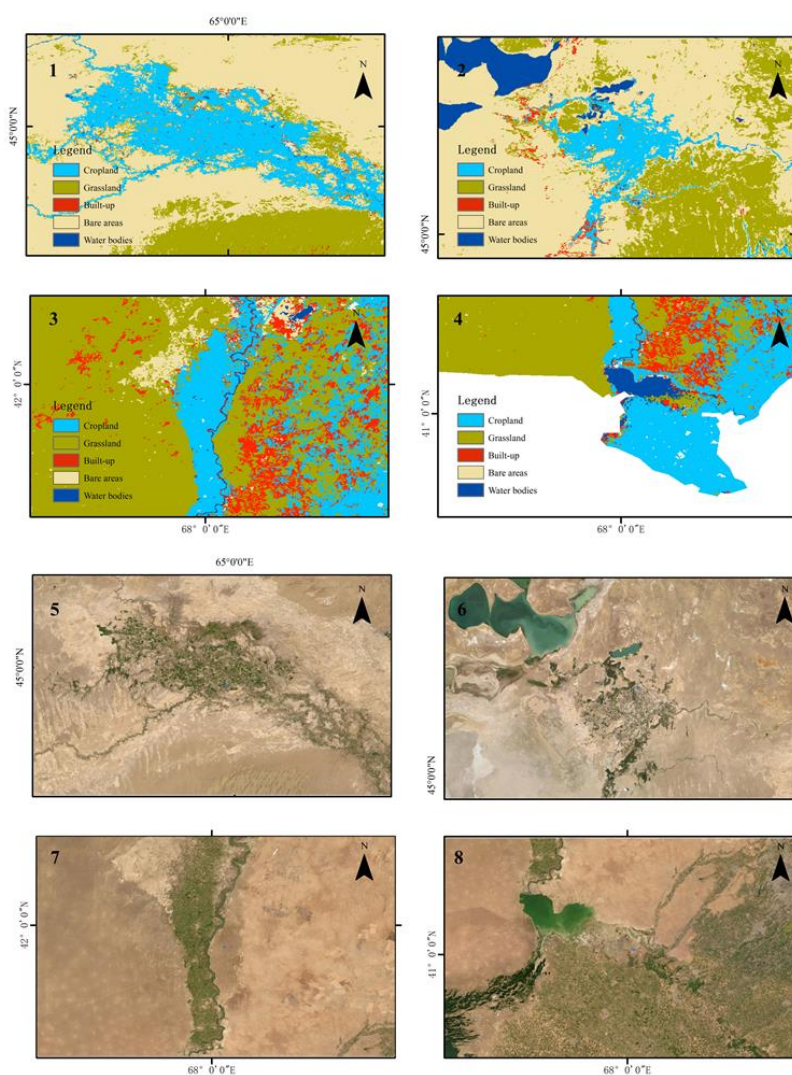 65°0'0"E
1
N
45°0'0"N
Legend
Cropland
Grassland
Built-up
Bare areas
Water bodies
2
N
45°0'0"N
Legend
Cropland
Grassland
Built-up
Bare areas
Water bodies
3
N
42° 0' 0"N
Legend
Cropland
Grassland
Built-up
Bare areas
Water bodies
68° 0' 0"E
4
N
41° 0' 0"N
Legend
Cropland
Grassland
Built-up
Bare areas
Water bodies
68° 0' 0"E
65°0'0"E
5
N
45°0'0"N
6
N
45°0'0"N
7
N
42° 0' 0"N
68° 0' 0"E
8
N
41° 0' 0"N
68° 0' 0"E